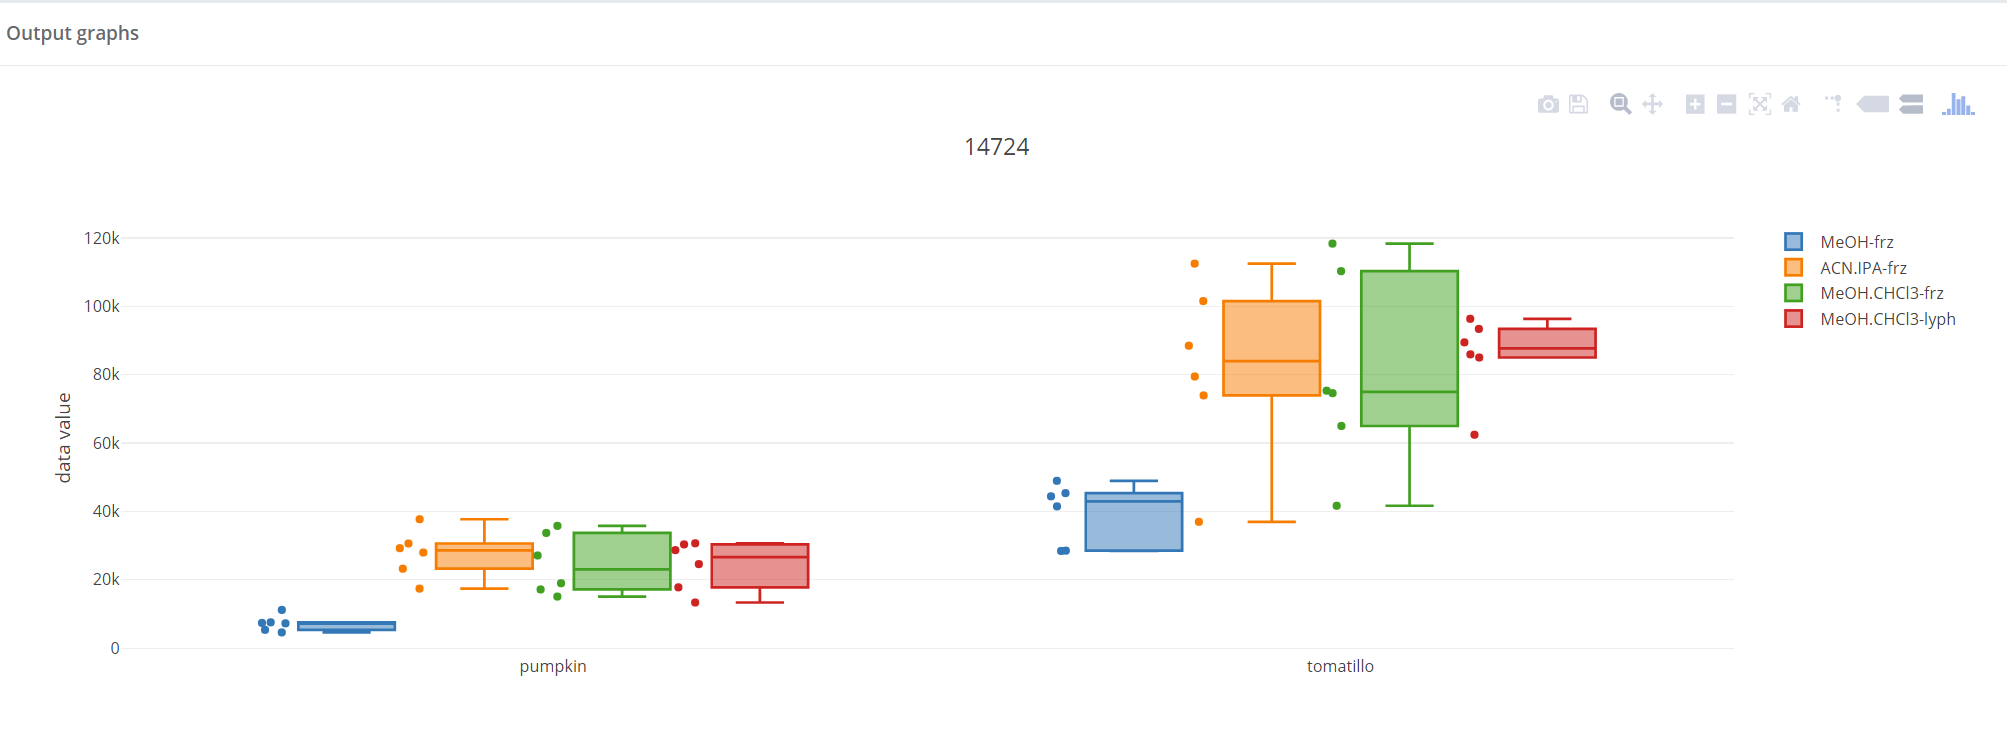 Output graphs
14724
120k
100k
80k
60k
40k
20k
0
data value
pumpkin
tomatillo
MeOH-frz
ACN.IPA-frz
MeOH.CHCl3-frz
MeOH.CHCl3-lyph